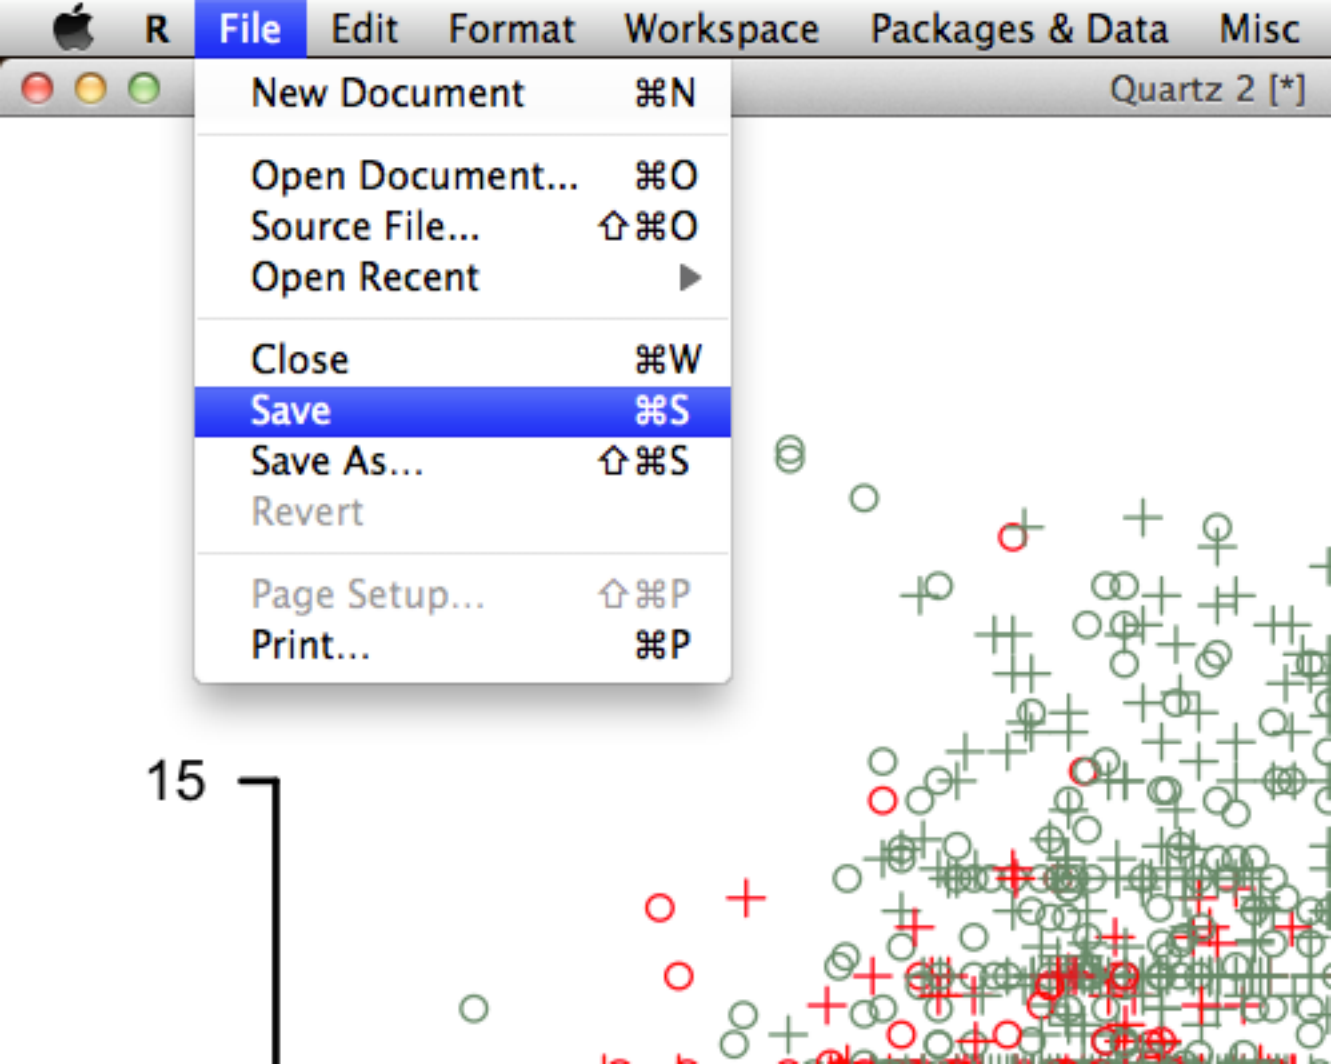 R File Edit Format Workspace Packages & Data Misc
Quartz 2 [*]
New Document ⌘N
Open Document... ⌘O
Source File... ⇧⌘O
Open Recent ▶
Close ⌘W
Save ⌘S
Save As... ⇧⌘S
Revert
Page Setup... ⇧⌘P
Print... ⌘P
15